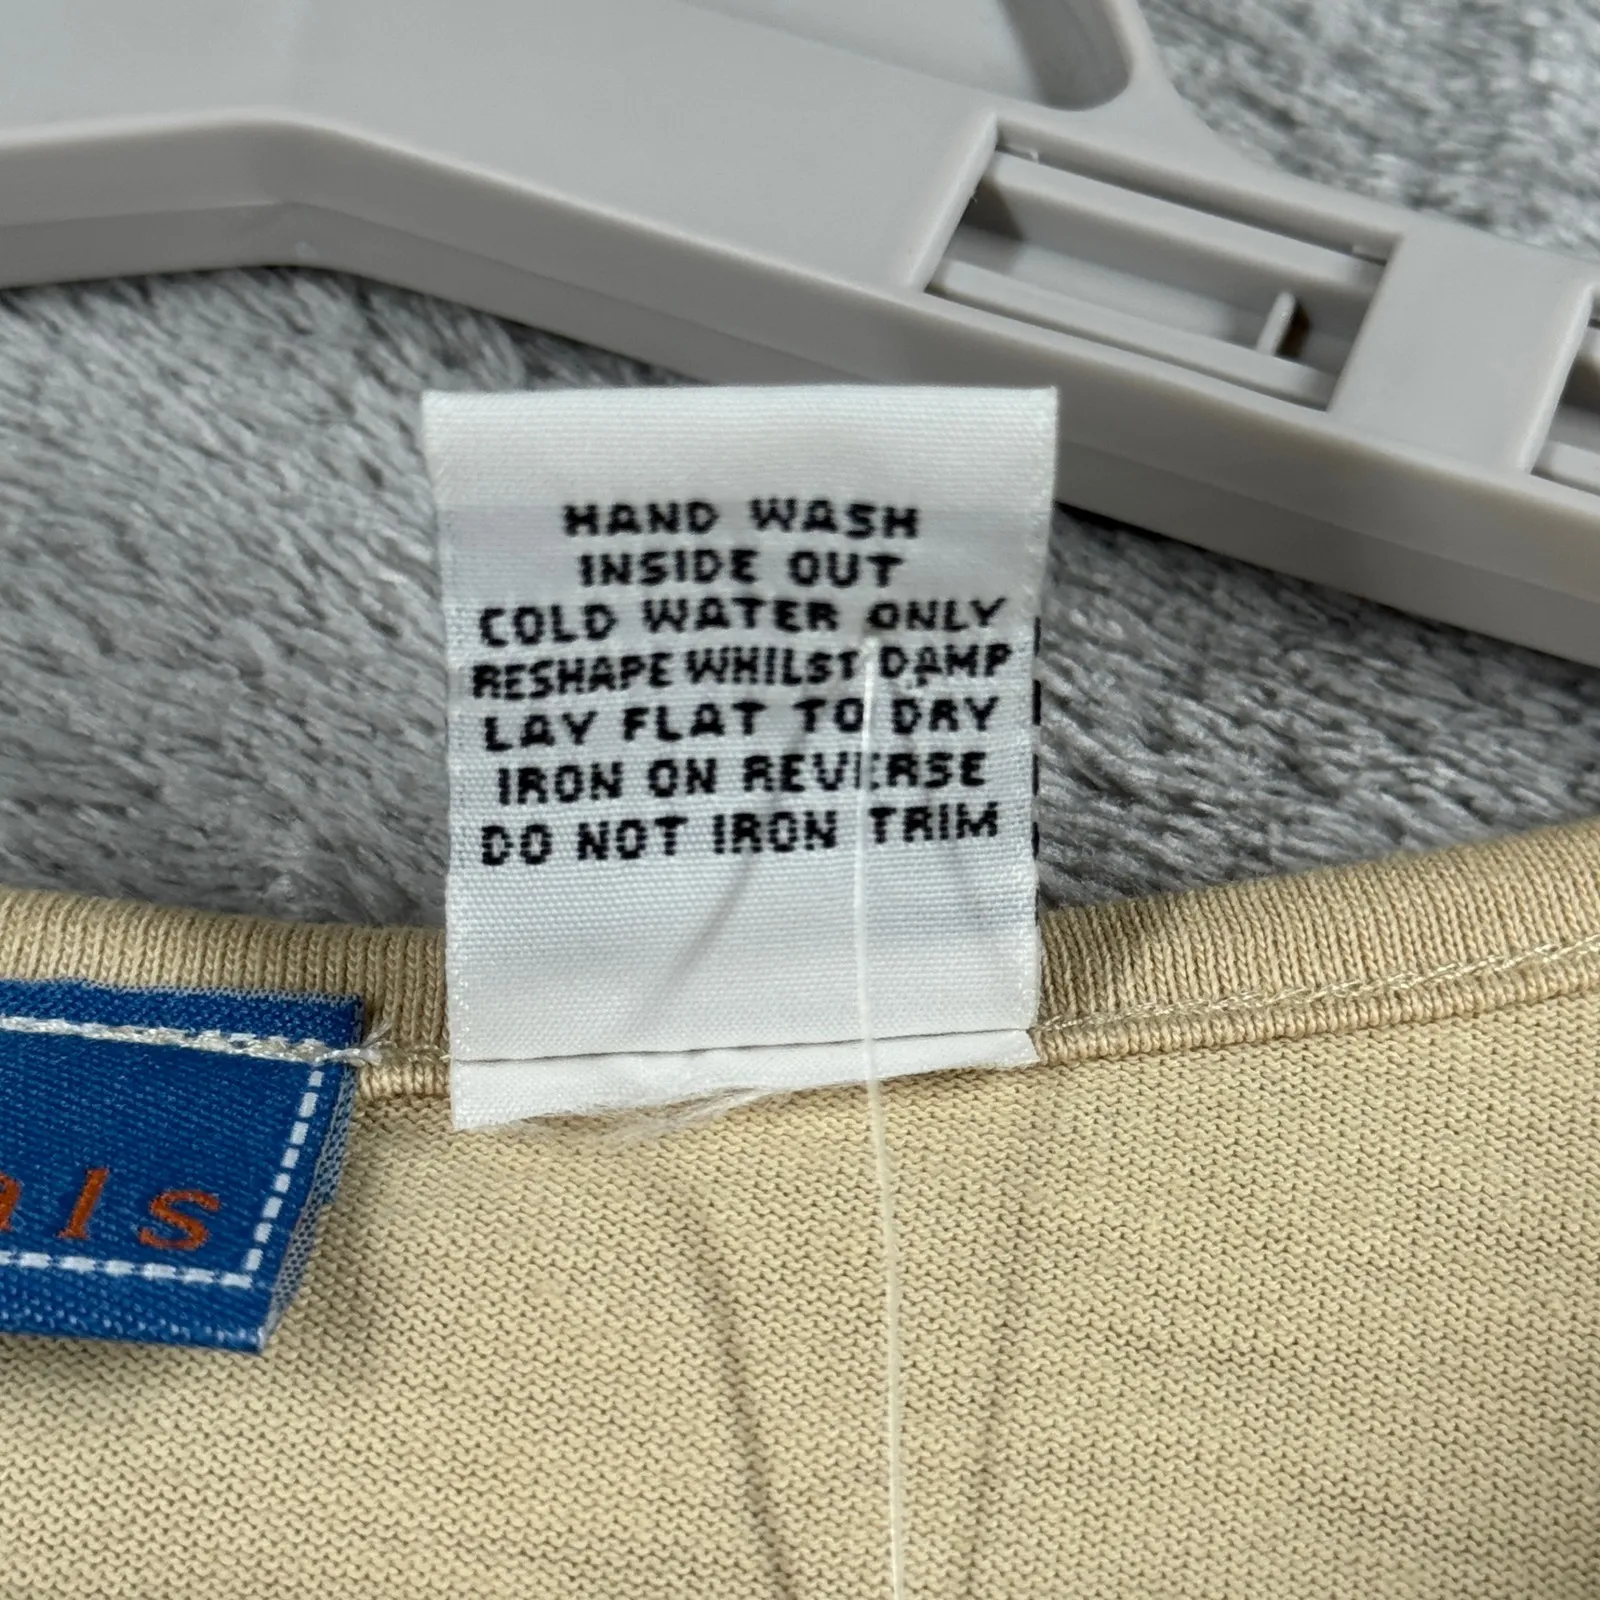 HAND WASH
INSIDE OUT
COLD WATER ONLY
RESHAPE WHILST DAMP
LAY FLAT TO DRY
IRON ON REVERSE
DO NOT IRON TRIM
als